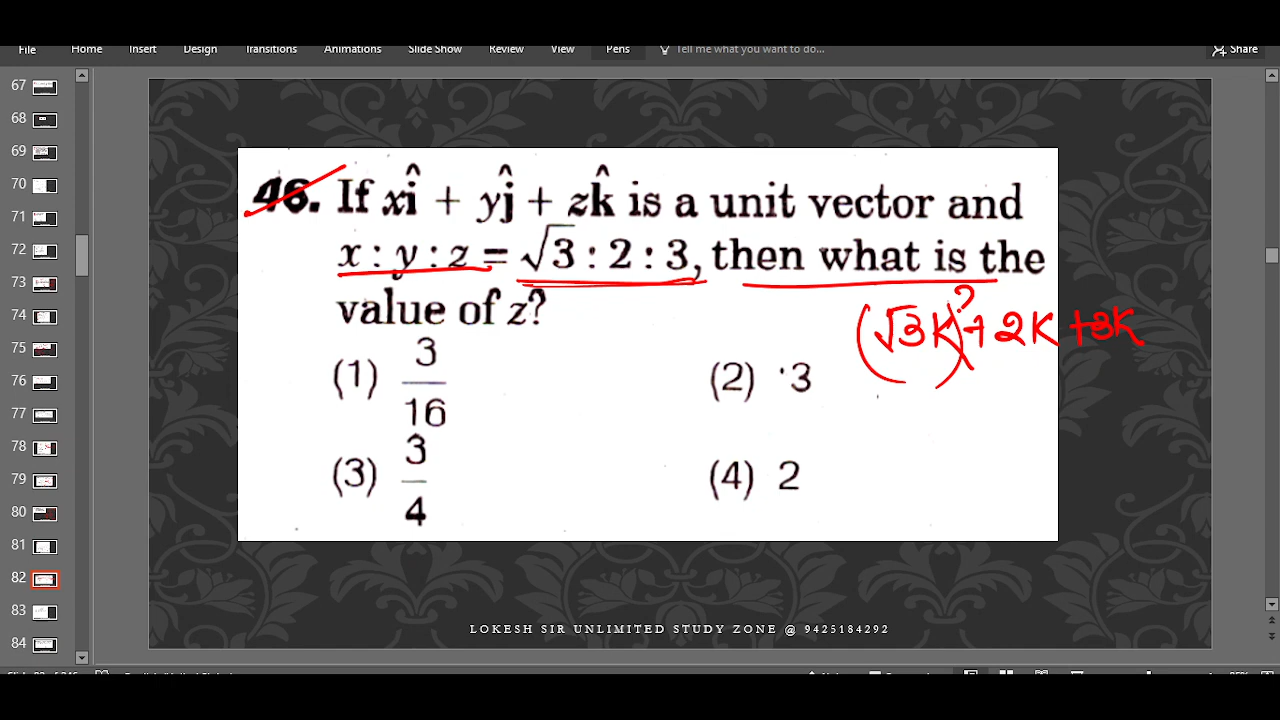 File Home Insert Design Transitions Animations Slide Show Review View Pens Tell me what you want to do... Share
67
68
69
70
71
72
73
74
75
76
77
78
79
80
81
82
83
84
46. If xî + yĵ + zk̂ is a unit vector and
x : y : z = √3 : 2 : 3, then what is the
value of z?
(√3K)² + 2K + 3K
(1) 3/16 (2) 3
(3) 3/4 (4) 2
LOKESH SIR UNLIMITED STUDY ZONE @ 9425184292